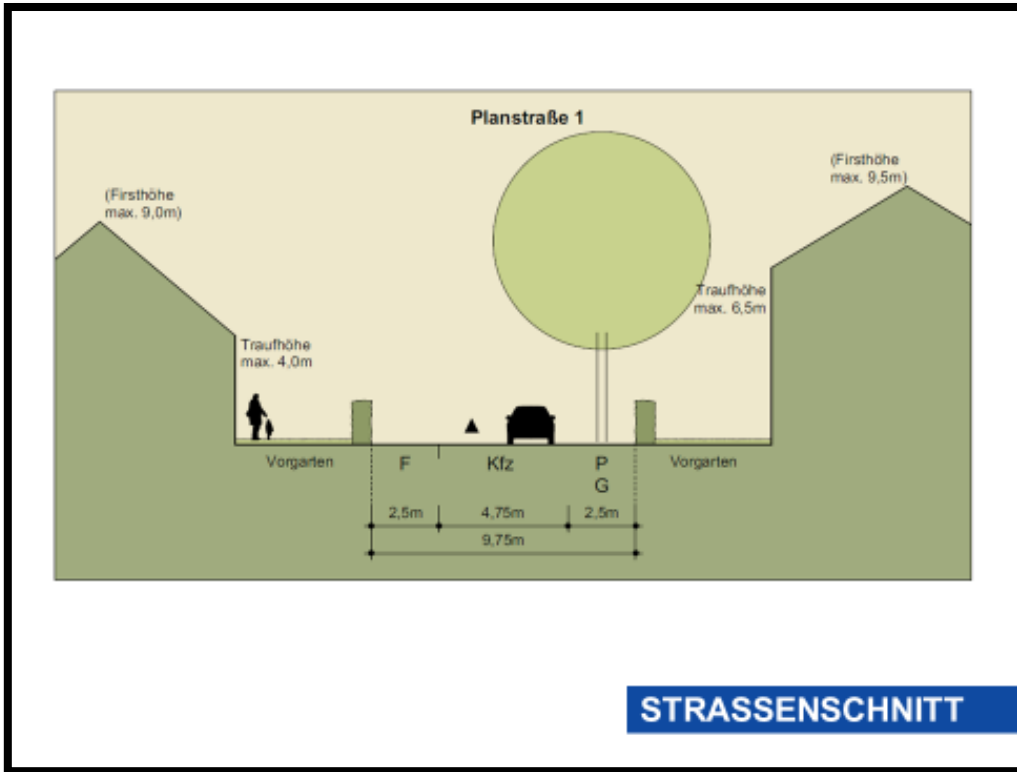 Planstraße 1
(Firsthöhe
max. 9,0m)
(Firsthöhe
max. 9,5m)
Traufhöhe
max. 4,0m
Traufhöhe
max. 6,5m
Vorgarten
F
Kfz
P
G
Vorgarten
2,5m
4,75m
2,5m
9,75m
STRASSENSCHNITT